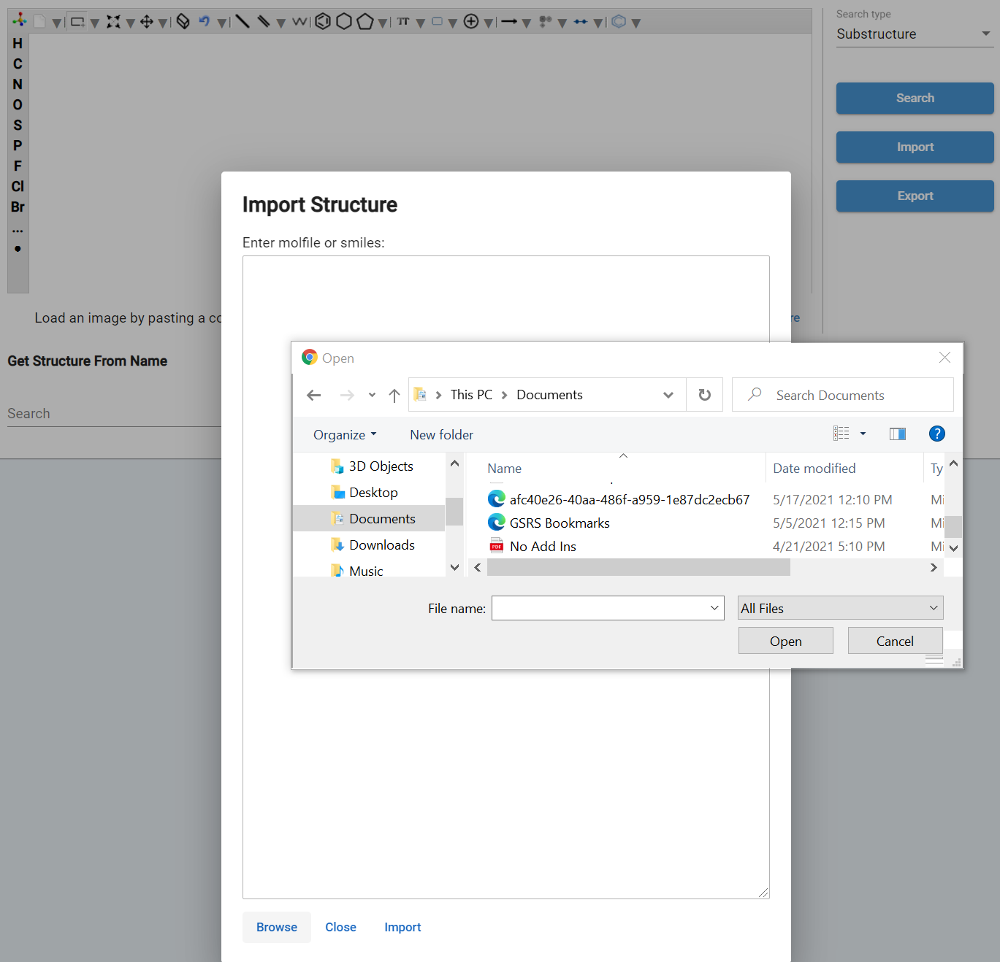 Search type
Substructure
H
C
N
O
S
P
F
Cl
Br
...
Search
Import
Export
Import Structure
Enter molfile or smiles:
Load an image by pasting a co
re
Get Structure From Name
Search
Open
This PC > Documents
Search Documents
Organize
New folder
3D Objects
Desktop
Documents
Downloads
Music
Name
Date modified
Ty
afc40e26-40aa-486f-a959-1e87dc2ecb67
5/17/2021 12:10 PM
Mi
GSRS Bookmarks
5/5/2021 12:15 PM
Mi
No Add Ins
4/21/2021 5:10 PM
Mi
File name:
All Files
Open
Cancel
Browse
Close
Import